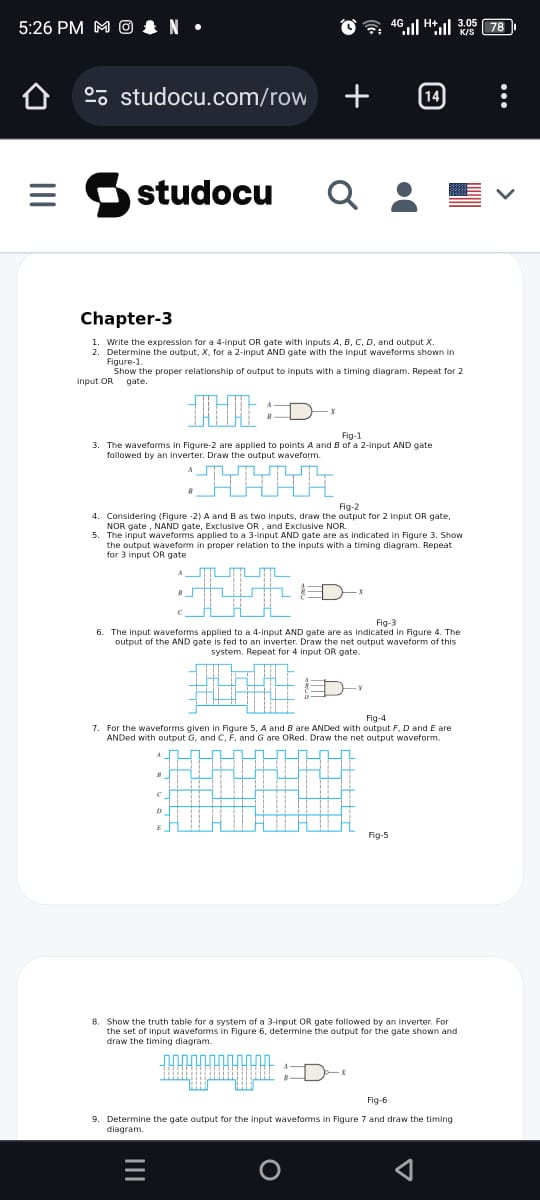 5:26 PM
4G H+ 3.05 K/S 78
studocu.com/row
14
studocu
Chapter-3
1. Write the expression for a 4-input OR gate with inputs A, B, C, D, and output X.
2. Determine the output, X, for a 2-input AND gate with the input waveforms shown in
Figure-1.
Show the proper relationship of output to inputs with a timing diagram. Repeat for 2
input OR gate.
A
B
X
Fig-1
3. The waveforms in Figure-2 are applied to points A and B of a 2-input AND gate
followed by an inverter. Draw the output waveform.
A
B
Fig-2
4. Considering (Figure -2) A and B as two inputs, draw the output for 2 input OR gate,
NOR gate , NAND gate, Exclusive OR , and Exclusive NOR.
5. The input waveforms applied to a 3-input AND gate are as indicated in Figure 3. Show
the output waveform in proper relation to the inputs with a timing diagram. Repeat
for 3 input OR gate
A
B
C
A
B
C
X
Fig-3
6. The input waveforms applied to a 4-input AND gate are as indicated in Figure 4. The
output of the AND gate is fed to an inverter. Draw the net output waveform of this
system. Repeat for 4 input OR gate.
A
B
C
D
Fig-4
7. For the waveforms given in Figure 5, A and B are ANDed with output F, D and E are
ANDed with output G, and C, F, and G are ORed. Draw the net output waveform.
A
B
C
D
E
Fig-5
8. Show the truth table for a system of a 3-input OR gate followed by an inverter. For
the set of input waveforms in Figure 6, determine the output for the gate shown and
draw the timing diagram.
A
B
X
Fig-6
9. Determine the gate output for the input waveforms in Figure 7 and draw the timing
diagram.